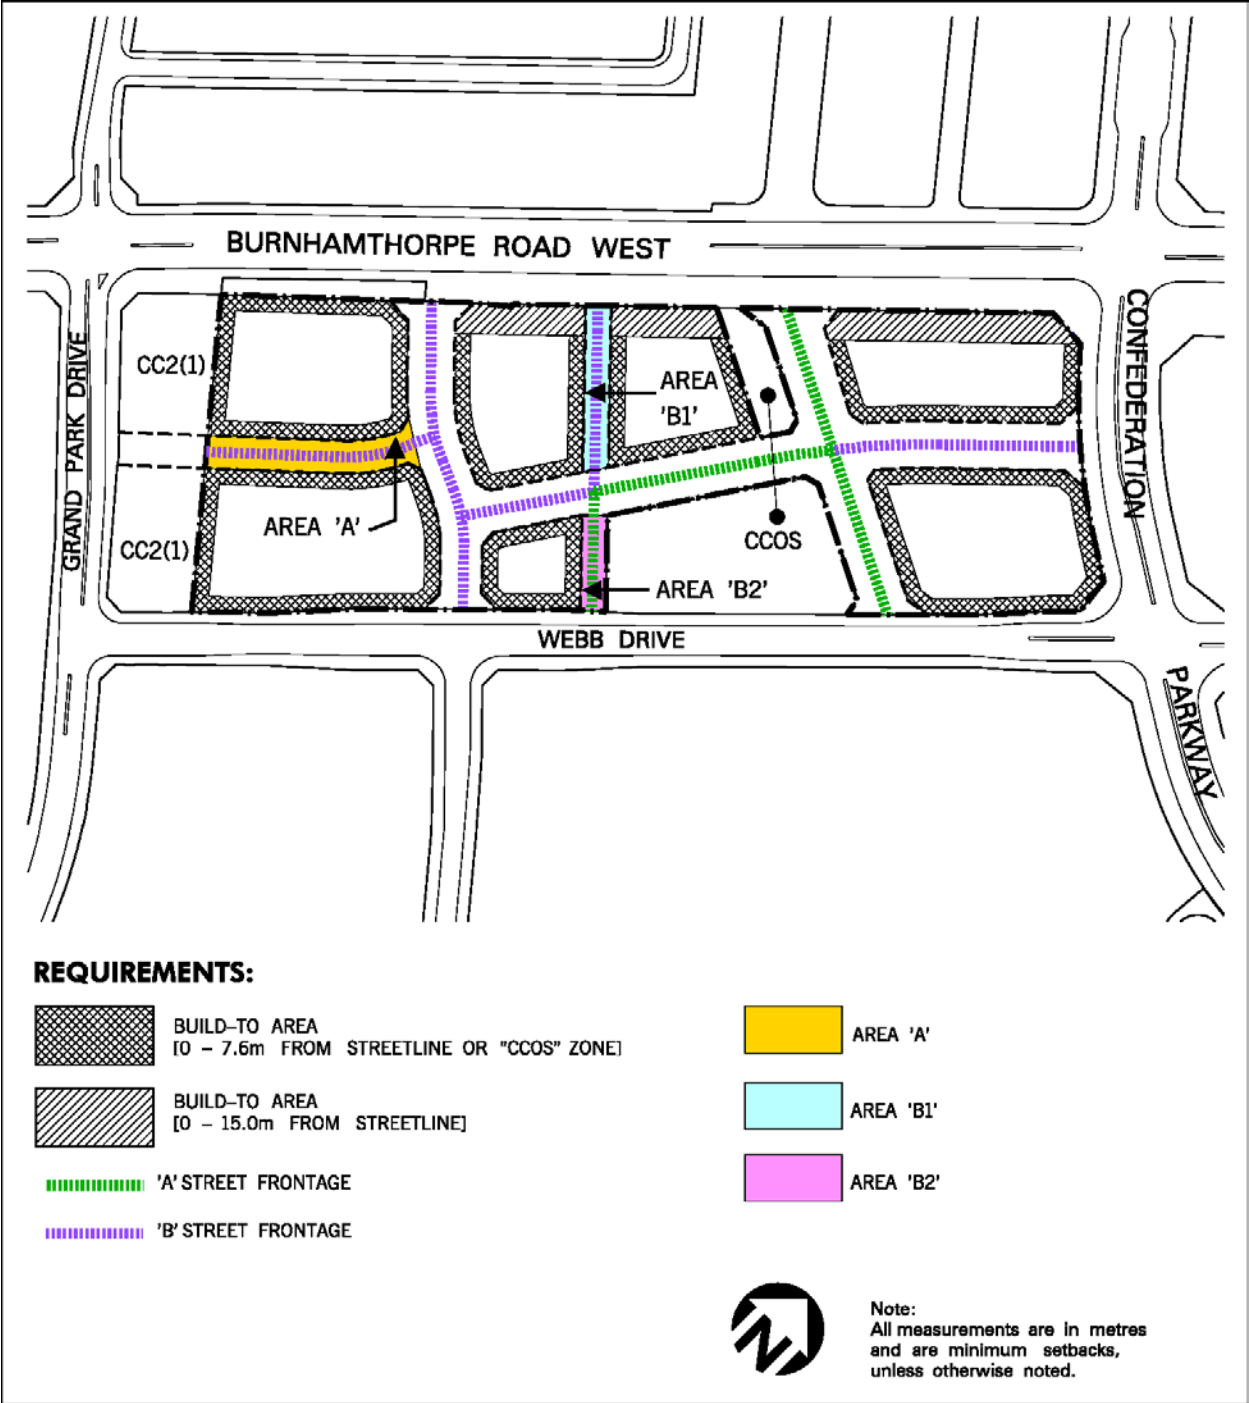 BURNHAMTHORPE ROAD WEST
GRAND PARK DRIVE
CONFEDERATION
PARKWAY
CC2(1)
AREA
'B1'
AREA 'A'
CC2(1)
CCOS
AREA 'B2'
WEBB DRIVE
REQUIREMENTS:
BUILD-TO AREA
[0 - 7.6m FROM STREETLINE OR "CCOS" ZONE]
BUILD-TO AREA
[0 - 15.0m FROM STREETLINE]
'A' STREET FRONTAGE
'B' STREET FRONTAGE
AREA 'A'
AREA 'B1'
AREA 'B2'
N
Note:
All measurements are in metres
and are minimum setbacks,
unless otherwise noted.